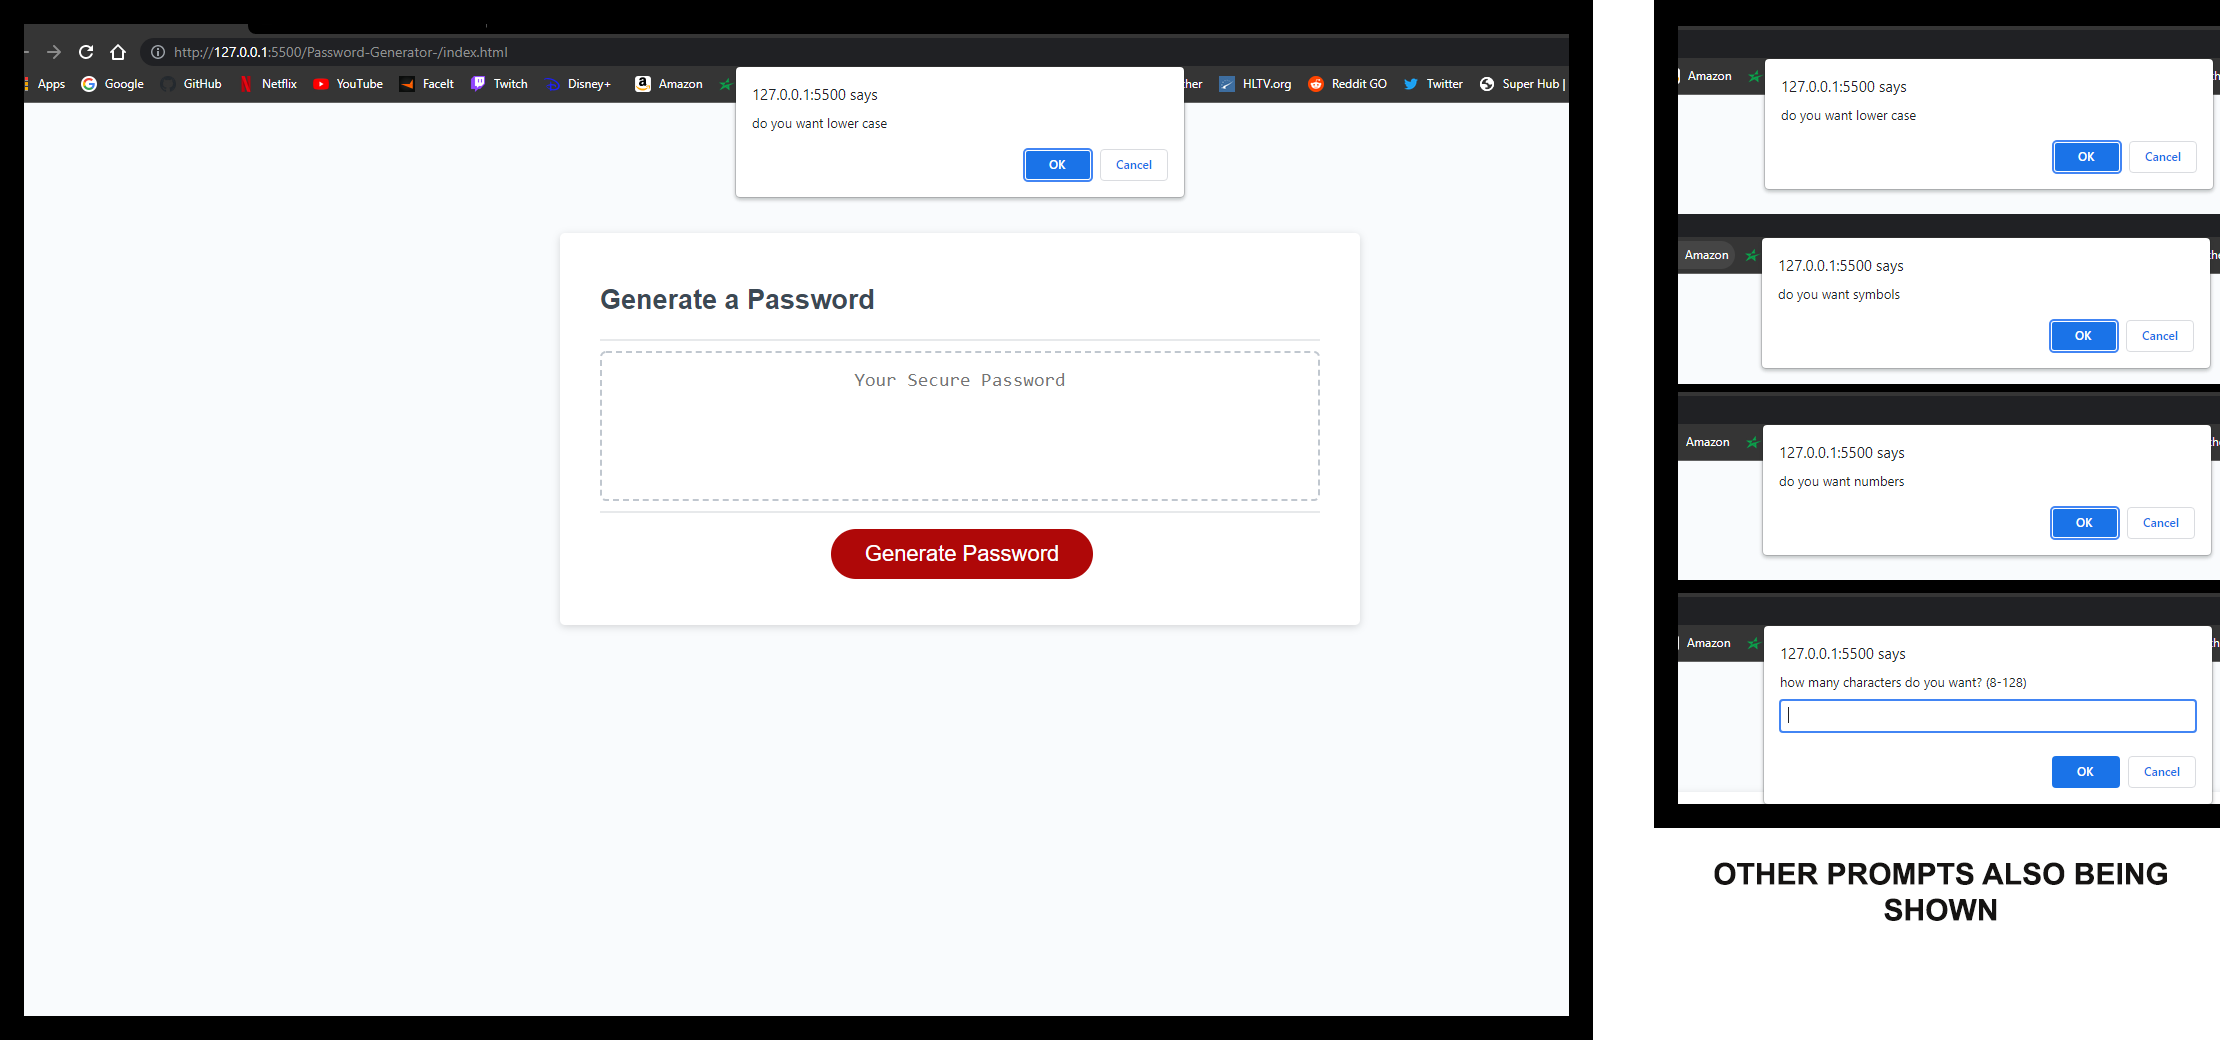 http://127.0.0.1:5500/Password-Generator-/index.html
Apps Google GitHub Netflix YouTube FaceIt Twitch Disney+ Amazon her HLTV.org Reddit GO Twitter Super Hub |
127.0.0.1:5500 says
do you want lower case
OK Cancel
Generate a Password
Your Secure Password
Generate Password
Amazon
127.0.0.1:5500 says
do you want lower case
OK Cancel
Amazon
127.0.0.1:5500 says
do you want symbols
OK Cancel
Amazon
127.0.0.1:5500 says
do you want numbers
OK Cancel
Amazon
127.0.0.1:5500 says
how many characters do you want? (8-128)
OK Cancel
OTHER PROMPTS ALSO BEING
SHOWN